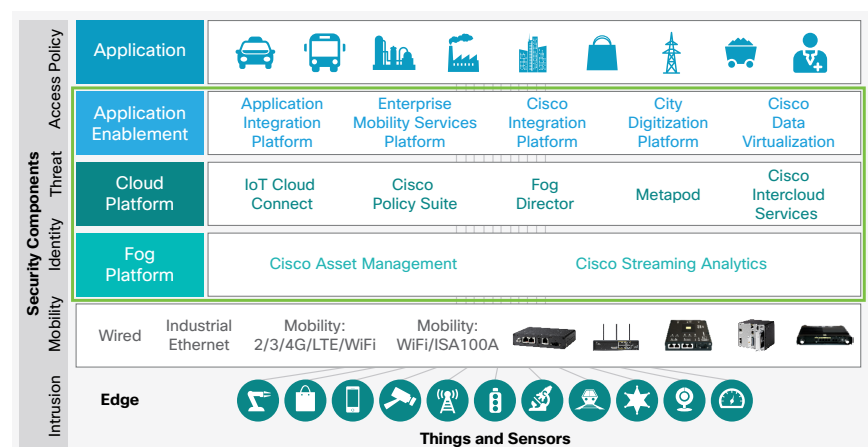 Security Components
Access Policy
Threat
Identity
Mobility
Intrusion
Application
Application
Enablement
Application
Integration
Platform
Enterprise
Mobility Services
Platform
Cisco
Integration
Platform
City
Digitization
Platform
Cisco
Data
Virtualization
Cloud
Platform
IoT Cloud
Connect
Cisco
Policy Suite
Fog
Director
Metapod
Cisco
Intercloud
Services
Fog
Platform
Cisco Asset Management
Cisco Streaming Analytics
Wired
Industrial
Ethernet
Mobility:
2/3/4G/LTE/WiFi
Mobility:
WiFi/ISA100A
Edge
Things and Sensors